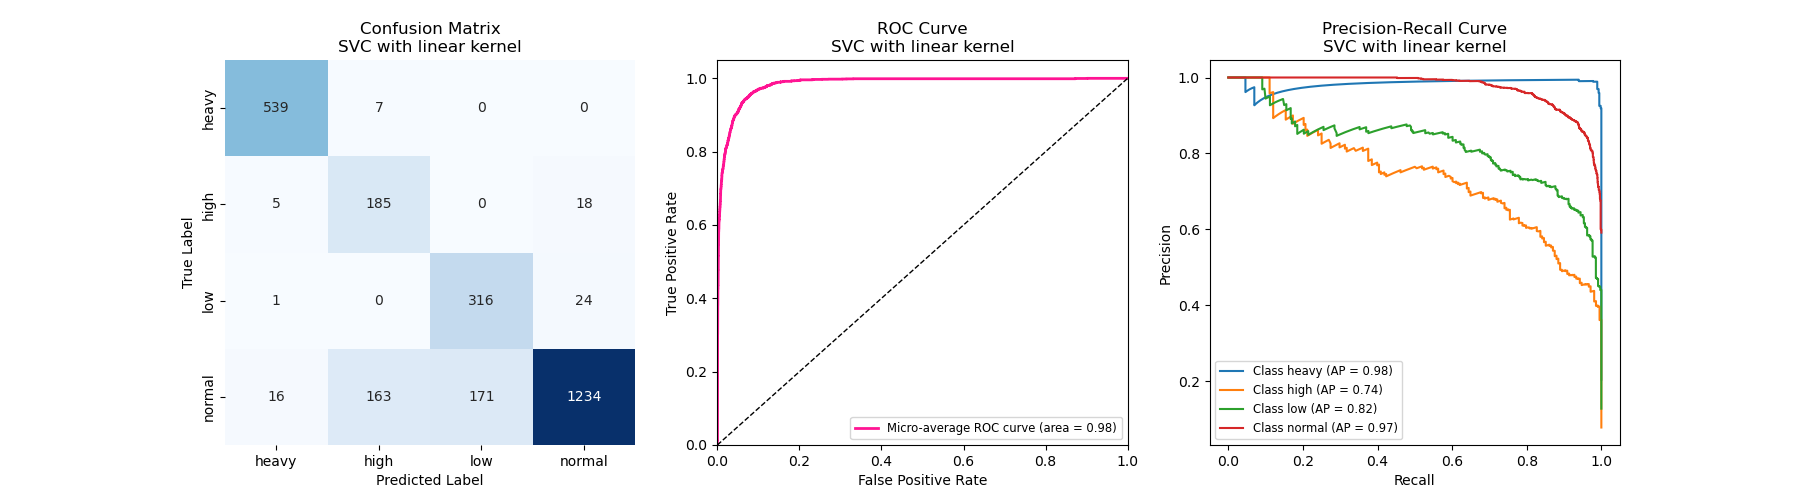 Confusion Matrix
SVC with linear kernel
heavy
high
low
normal
True Label
539 7 0 0
5 185 0 18
1 0 316 24
16 163 171 1234
heavy high low normal
Predicted Label
ROC Curve
SVC with linear kernel
True Positive Rate
1.0
0.8
0.6
0.4
0.2
0.0
Micro-average ROC curve (area = 0.98)
0.0 0.2 0.4 0.6 0.8 1.0
False Positive Rate
Precision-Recall Curve
SVC with linear kernel
Precision
1.0
0.8
0.6
0.4
0.2
Class heavy (AP = 0.98)
Class high (AP = 0.74)
Class low (AP = 0.82)
Class normal (AP = 0.97)
0.0 0.2 0.4 0.6 0.8 1.0
Recall